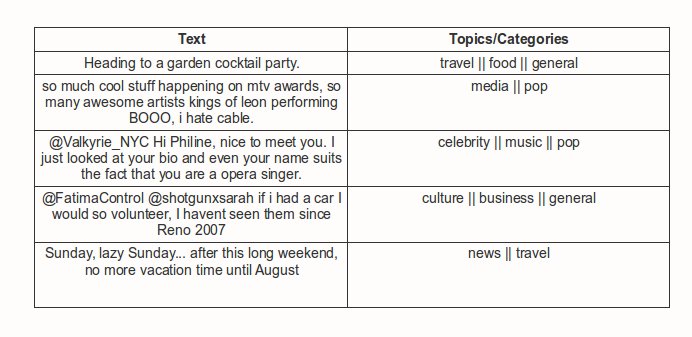 Text Topics/Categories
Heading to a garden cocktail party. travel || food || general
so much cool stuff happening on mtv awards, so media || pop
many awesome artists kings of leon performing
BOOO, i hate cable.
@Valkyrie_NYC Hi Philine, nice to meet you. I celebrity || music || pop
just looked at your bio and even your name suits
the fact that you are a opera singer.
@FatimaControl @shotgunxsarah if i had a car I culture || business || general
would so volunteer, I havent seen them since
Reno 2007
Sunday, lazy Sunday... after this long weekend, news || travel
no more vacation time until August